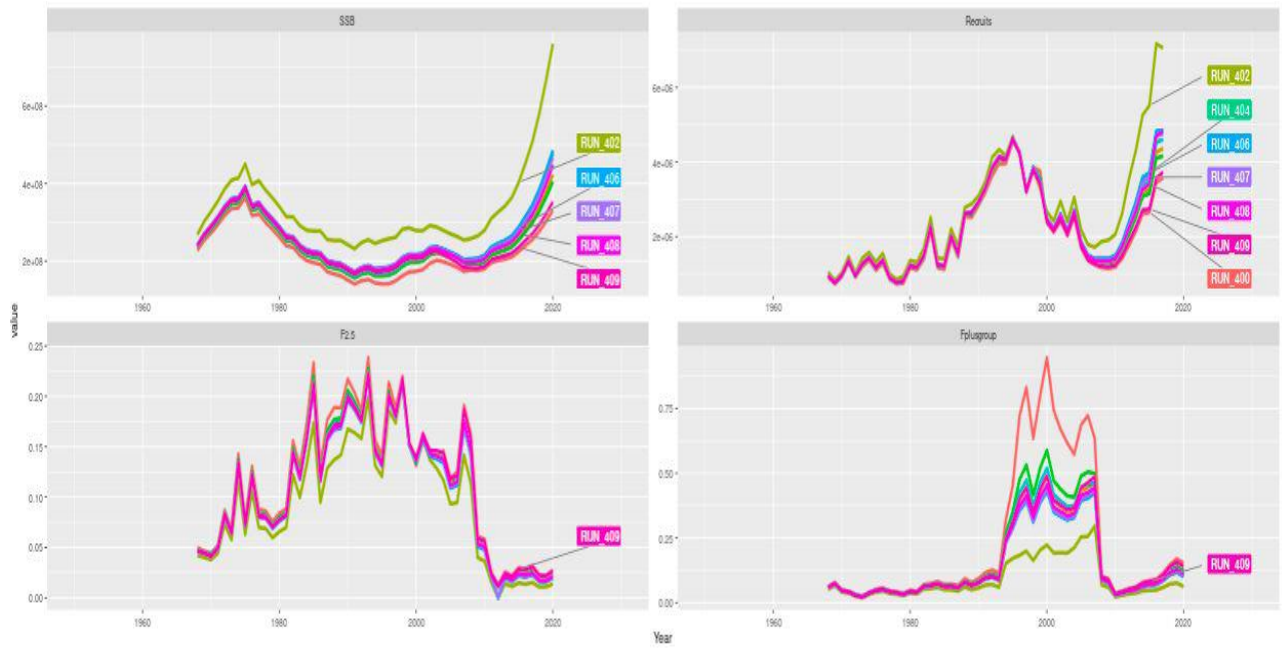 SSB
Recruits
6e+08
4e+08
2e+08
RUN_402
RUN_406
RUN_407
RUN_408
RUN_409
1960
1980
2000
2020
6e+06
4e+06
2e+06
RUN_402
RUN_404
RUN_406
RUN_407
RUN_408
RUN_409
RUN_400
1960
1980
2000
2020
value
F2.5
Fplusgroup
0.25
0.20
0.15
0.10
0.05
0.00
RUN_409
1960
1980
2000
2020
0.75
0.50
0.25
0.00
RUN_409
1960
1980
2000
2020
Year